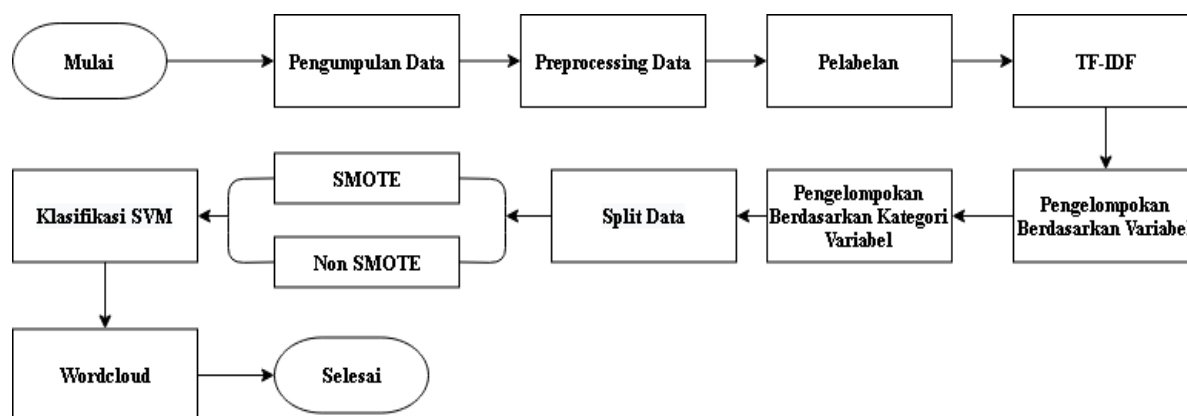 Mulai
Pengumpulan Data
Preprocessing Data
Pelabelan
TF-IDF
Pengelompokan
Berdasarkan Variabel
Pengelompokan
Berdasarkan Kategori
Variabel
Split Data
SMOTE
Non SMOTE
Klasifikasi SVM
Wordcloud
Selesai